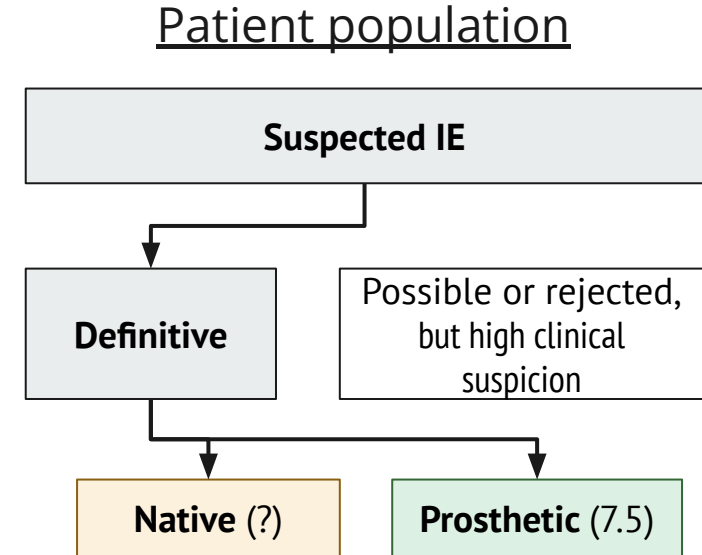 Patient population
Suspected IE
Definitive
Possible or rejected,
but high clinical
suspicion
Native (?)
Prosthetic (7.5)